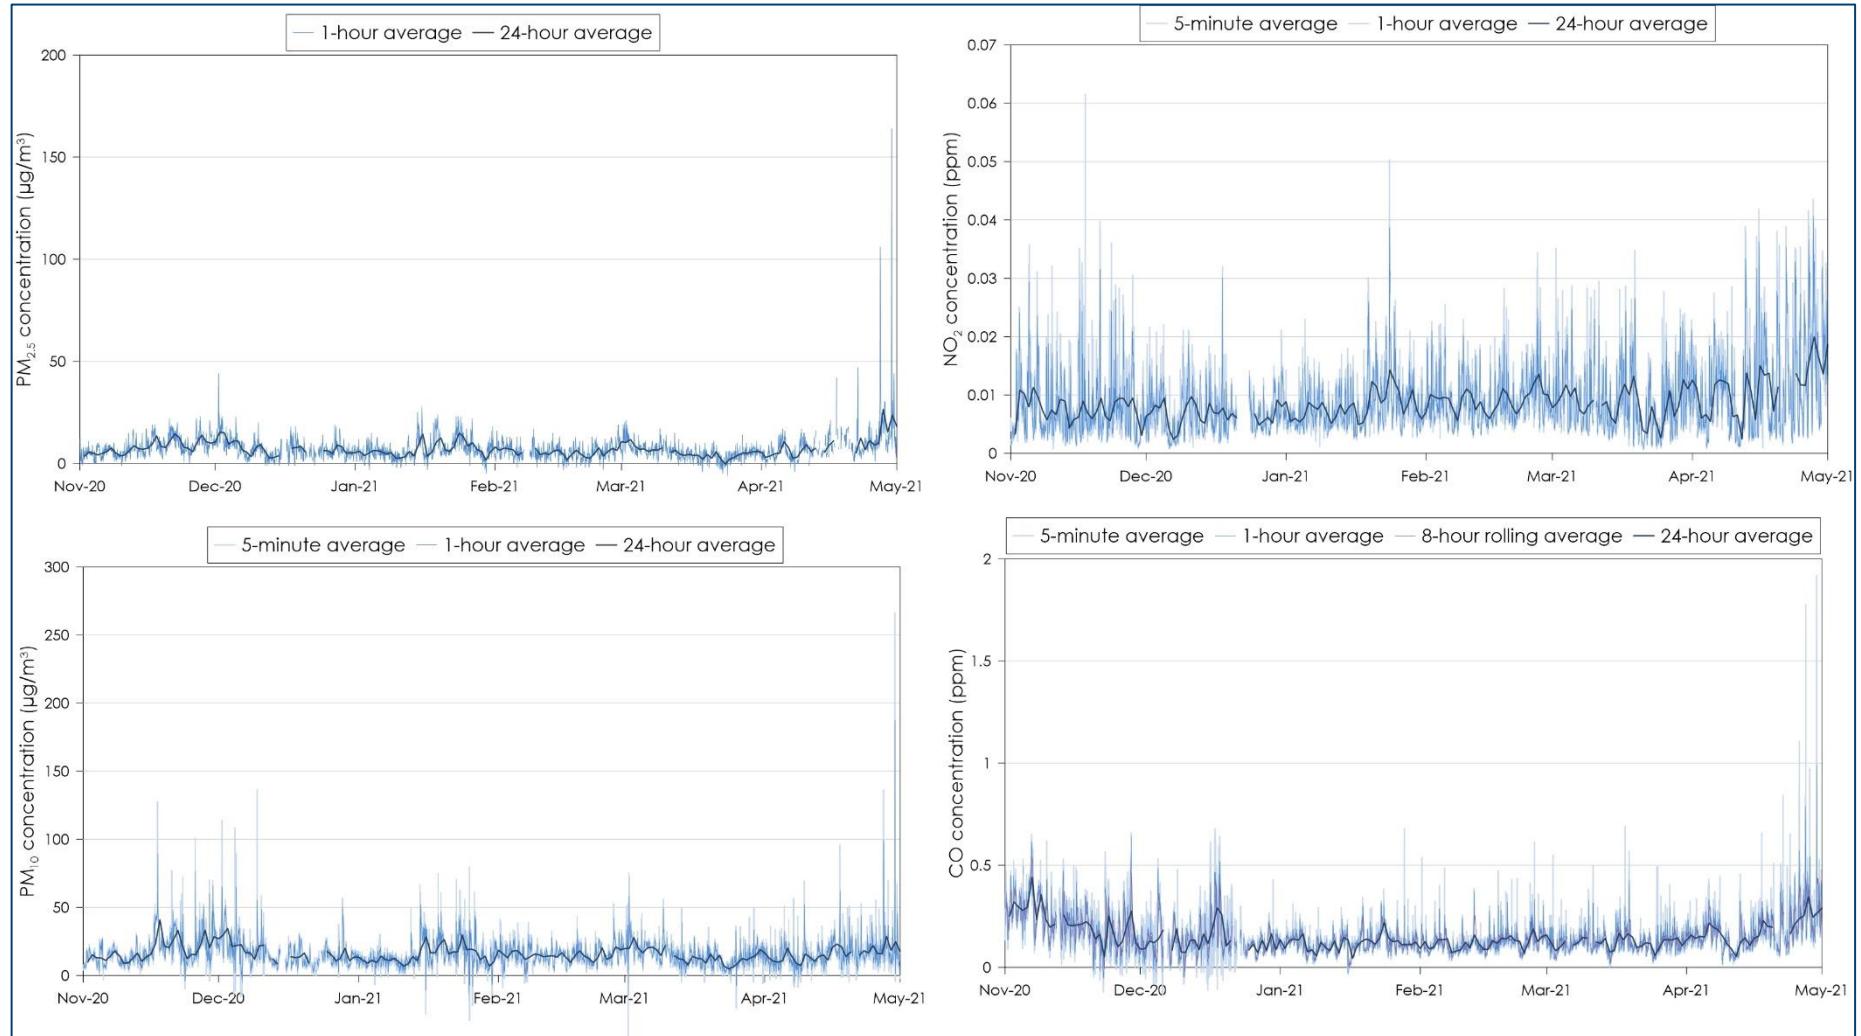 1-hour average 24-hour average
200
150
100
50
0
PM2.5 concentration (µg/m³)
Nov-20 Dec-20 Jan-21 Feb-21 Mar-21 Apr-21 May-21
5-minute average 1-hour average 24-hour average
0.07
0.06
0.05
0.04
0.03
0.02
0.01
0
NO2 concentration (ppm)
Nov-20 Dec-20 Jan-21 Feb-21 Mar-21 Apr-21 May-21
5-minute average 1-hour average 24-hour average
300
250
200
150
100
50
0
PM10 concentration (µg/m³)
Nov-20 Dec-20 Jan-21 Feb-21 Mar-21 Apr-21 May-21
5-minute average 1-hour average 8-hour rolling average 24-hour average
2
1.5
1
0.5
0
CO concentration (ppm)
Nov-20 Dec-20 Jan-21 Feb-21 Mar-21 Apr-21 May-21